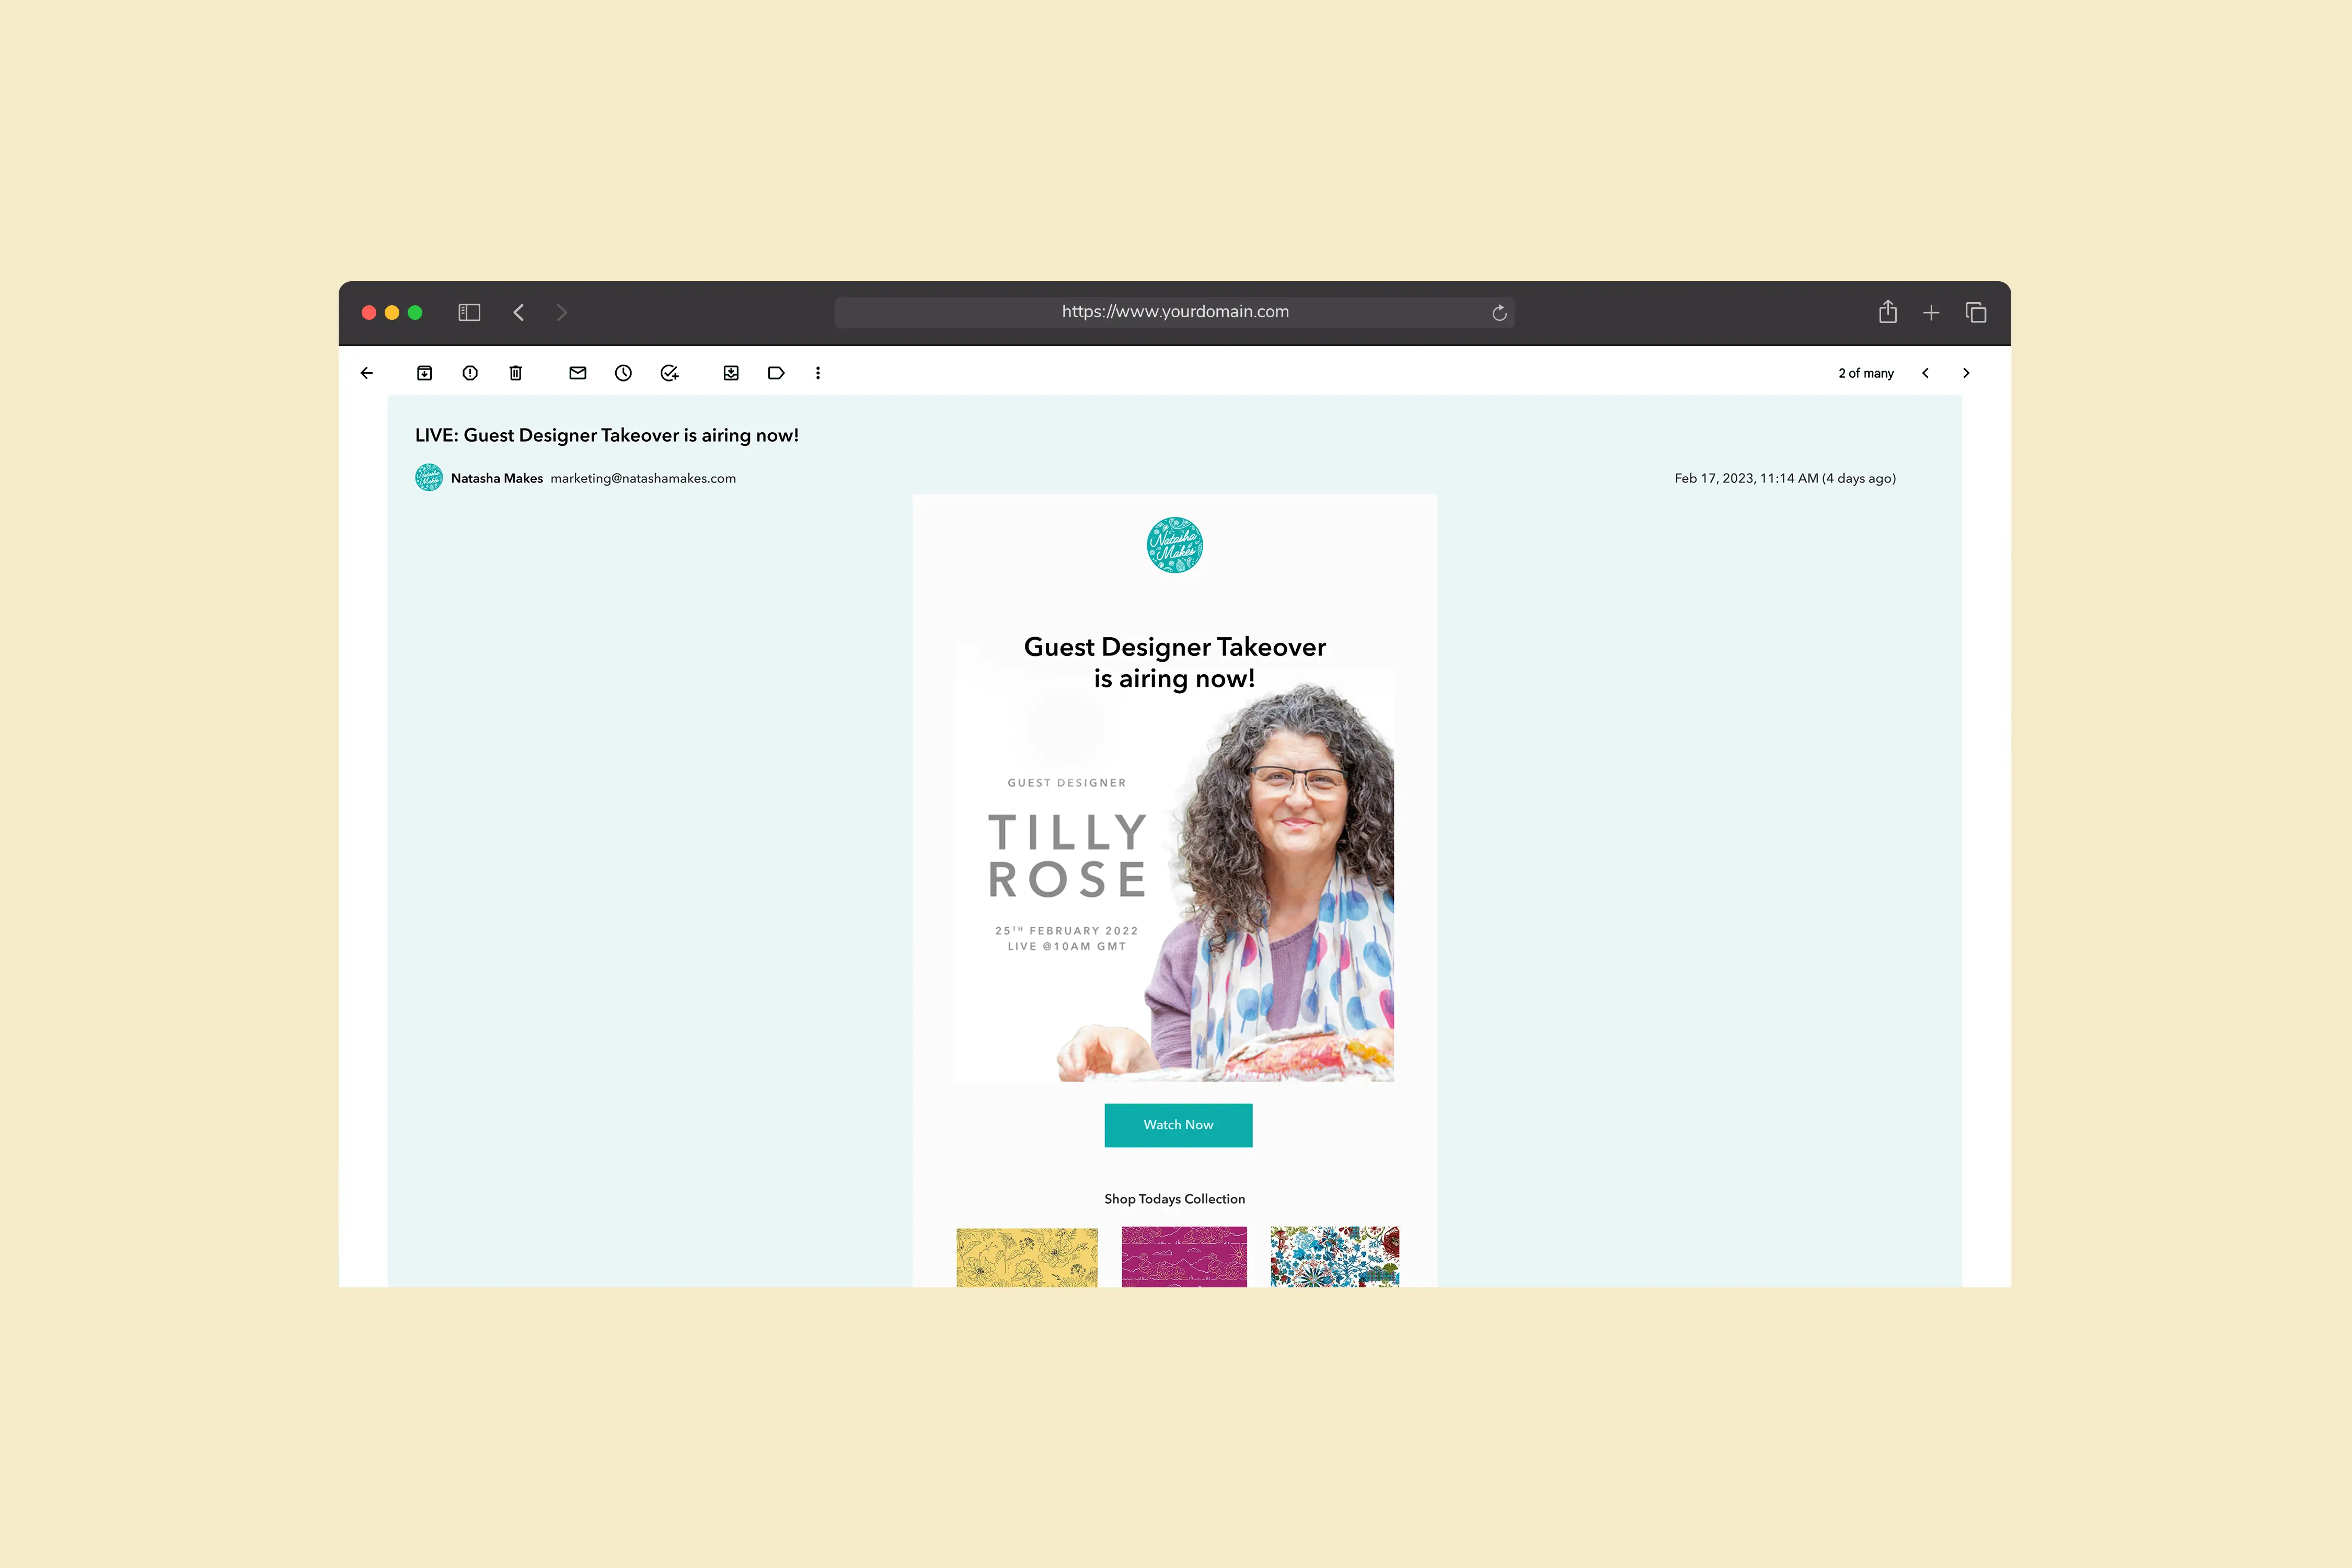 https://www.yourdomain.com
2 of many
LIVE: Guest Designer Takeover is airing now!
Natasha Makes marketing@natashamakes.com
Feb 17, 2023, 11:14 AM (4 days ago)
Natasha
Makes
Guest Designer Takeover
is airing now!
GUEST DESIGNER
TILLY
ROSE
25TH FEBRUARY 2022
LIVE @10AM GMT
Watch Now
Shop Todays Collection